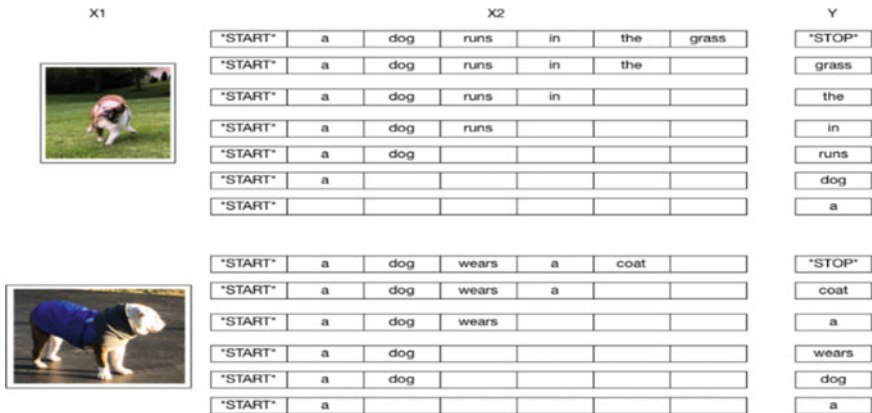 X1 X2 Y
*START* a dog runs in the grass *STOP*
*START* a dog runs in the grass
*START* a dog runs in the
*START* a dog runs in
*START* a dog runs
*START* a dog
*START* a
*START* a dog wears a coat *STOP*
*START* a dog wears a coat
*START* a dog wears a
*START* a dog wears
*START* a dog dog
*START* a a